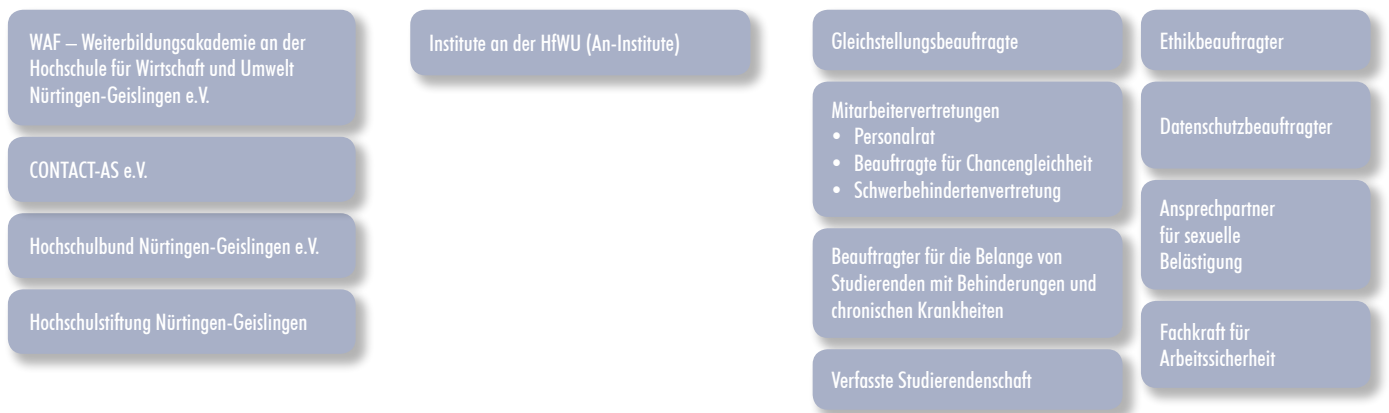 WAF – Weiterbildungsakademie an der
Hochschule für Wirtschaft und Umwelt
Nürtingen-Geislingen e.V.
CONTACT-AS e.V.
Hochschulbund Nürtingen-Geislingen e.V.
Hochschulstiftung Nürtingen-Geislingen
Institute an der HfWU (An-Institute)
Gleichstellungsbeauftragte
Mitarbeitervertretungen
• Personalrat
• Beauftragte für Chancengleichheit
• Schwerbehindertenvertretung
Beauftragter für die Belange von
Studierenden mit Behinderungen und
chronischen Krankheiten
Verfasste Studierendenschaft
Ethikbeauftragter
Datenschutzbeauftragter
Ansprechpartner
für sexuelle
Belästigung
Fachkraft für
Arbeitssicherheit